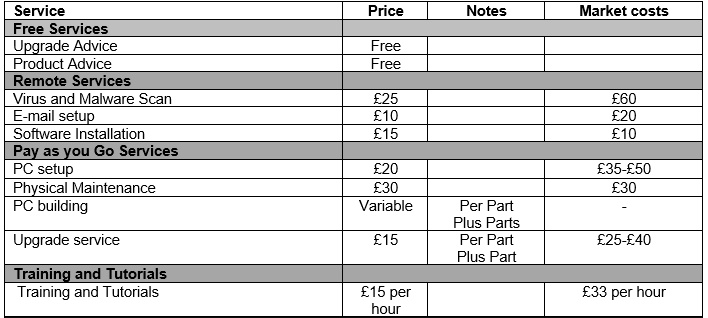 Service Price Notes Market costs
Free Services
Upgrade Advice Free
Product Advice Free
Remote Services
Virus and Malware Scan £25 £60
E-mail setup £10 £20
Software Installation £15 £10
Pay as you Go Services
PC setup £20 £35-£50
Physical Maintenance £30 £30
PC building Variable Per Part -
Plus Parts
Upgrade service £15 Per Part £25-£40
Plus Part
Training and Tutorials
Training and Tutorials £15 per £33 per hour
hour